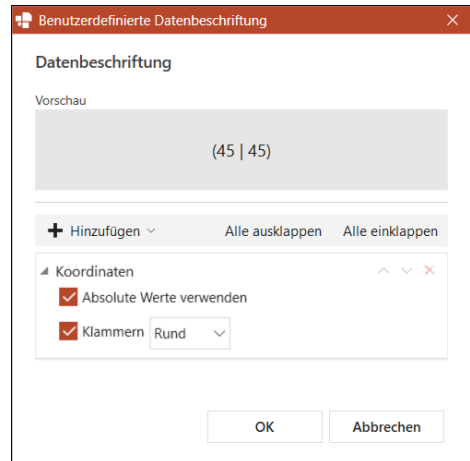 Benutzerdefinierte Datenbeschriftung
Datenbeschriftung
Vorschau
(45 | 45)
Hinzufügen Alle ausklappen Alle einklappen
Koordinaten
Absolute Werte verwenden
Klammern Rund
OK Abbrechen